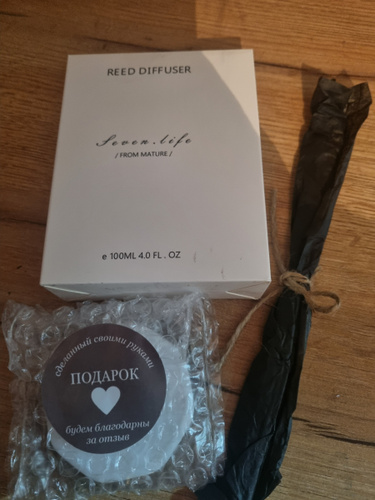 REED DIFFUSER
Seven.life
/ FROM MATURE /
e 100ML 4.0 FL . OZ
сделанный своими руками
ПОДАРОК
будем благодарны
за отзыв